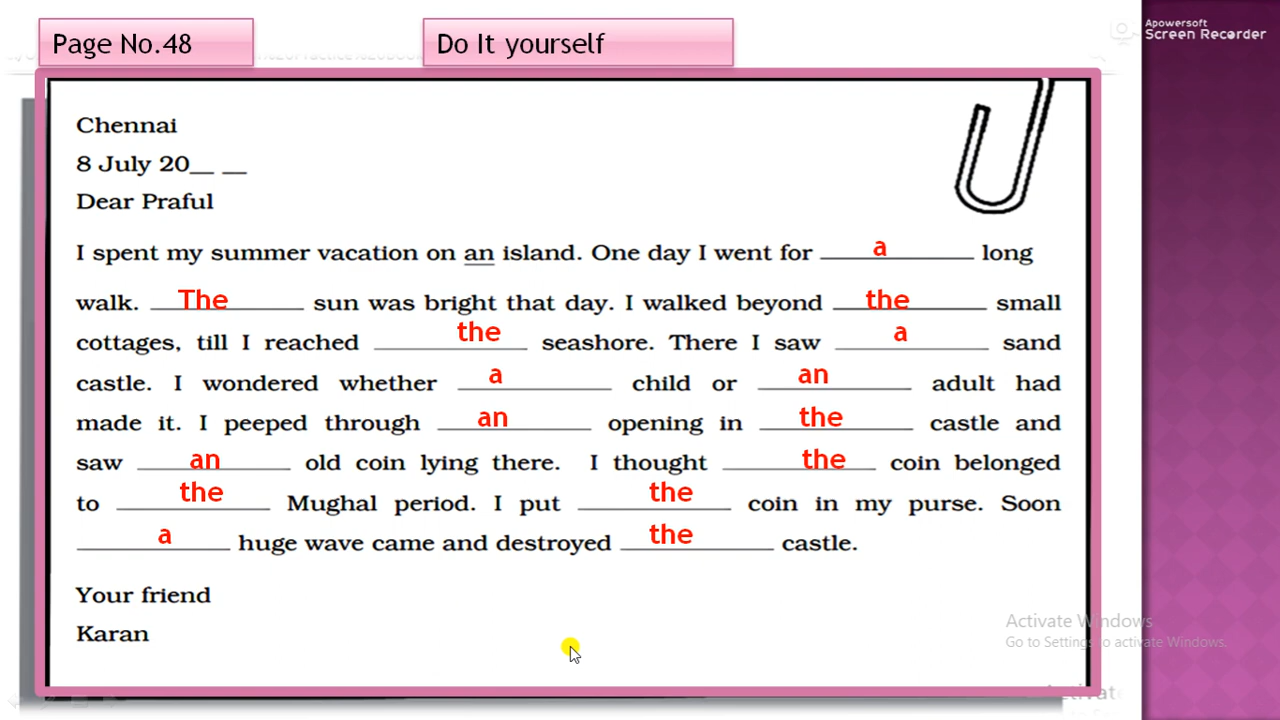 Page No.48
Do It yourself
Apowersoft
Screen Recorder
Chennai
8 July 20__ __
Dear Praful
I spent my summer vacation on an island. One day I went for a long
walk. The sun was bright that day. I walked beyond the small
cottages, till I reached the seashore. There I saw a sand
castle. I wondered whether a child or an adult had
made it. I peeped through an opening in the castle and
saw an old coin lying there. I thought the coin belonged
to the Mughal period. I put the coin in my purse. Soon
a huge wave came and destroyed the castle.
Your friend
Karan
Activate Windows
Go to Settings to activate Windows.